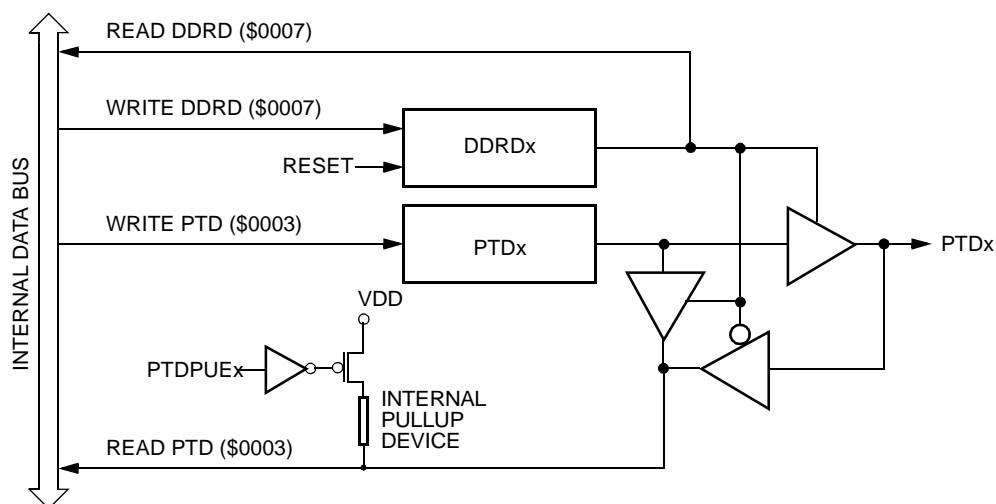 READ DDRD ($0007)
WRITE DDRD ($0007)
DDRDx
RESET
WRITE PTD ($0003)
PTDx
PTDx
INTERNAL DATA BUS
VDD
PTDPUEx
INTERNAL
PULLUP
DEVICE
READ PTD ($0003)